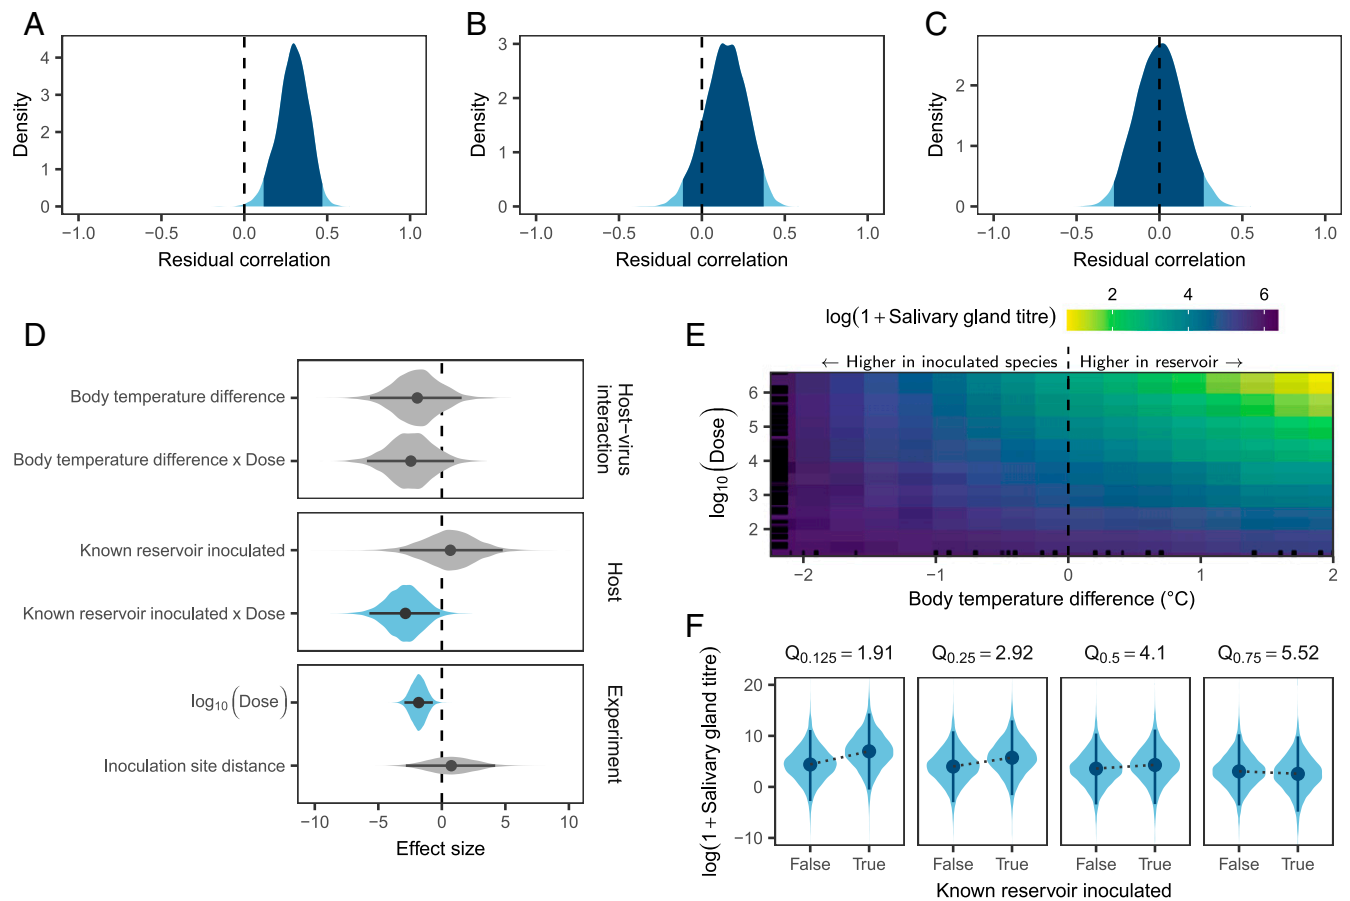 A
Density
4
3
2
1
0
−1.0 −0.5 0.0 0.5 1.0
Residual correlation
B
Density
3
2
1
0
−1.0 −0.5 0.0 0.5 1.0
Residual correlation
C
Density
2
1
0
−1.0 −0.5 0.0 0.5 1.0
Residual correlation
D
Body temperature difference
Body temperature difference x Dose
Host−virus
interaction
Known reservoir inoculated
Known reservoir inoculated x Dose
Host
log10(Dose)
Inoculation site distance
Experiment
−10 −5 0 5 10
Effect size
log(1 + Salivary gland titre)
2 4 6
E
← Higher in inoculated species
Higher in reservoir →
log10(Dose)
6
5
4
3
2
−2 −1 0 1 2
Body temperature difference (°C)
F
Q0.125 = 1.91
Q0.25 = 2.92
Q0.5 = 4.1
Q0.75 = 5.52
log(1 + Salivary gland titre)
20
10
0
−10
False True False True False True False True
Known reservoir inoculated